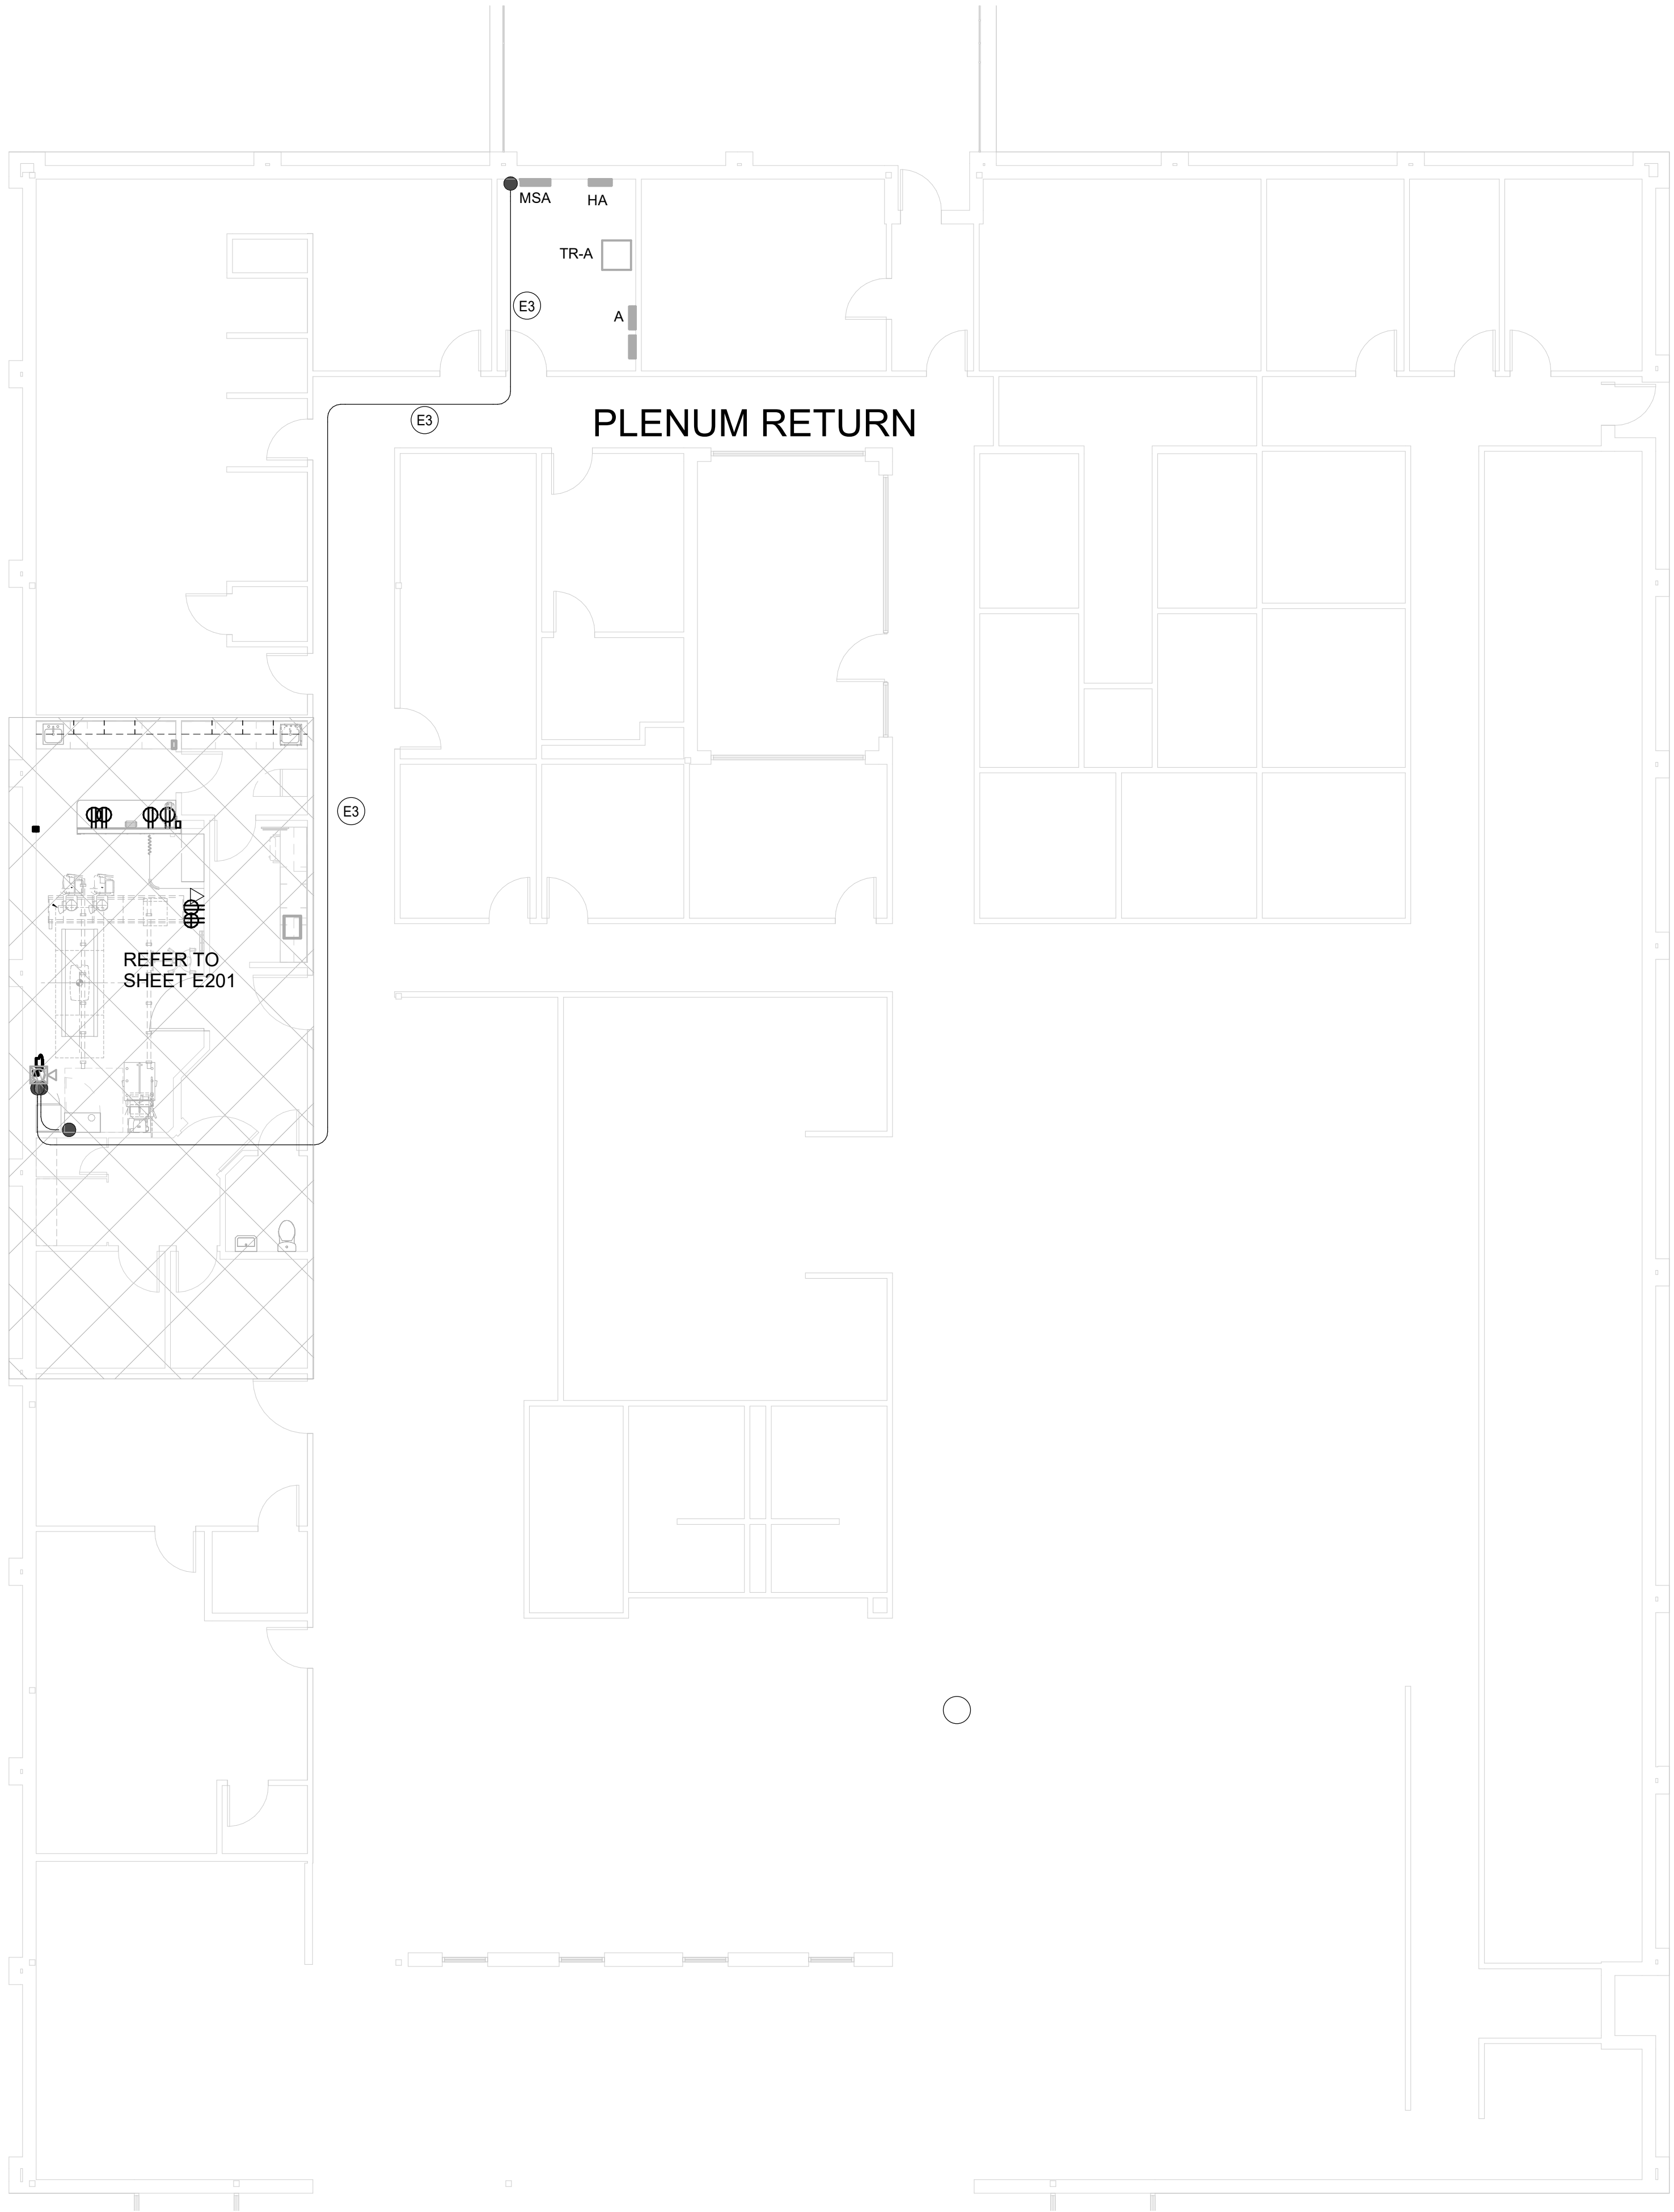 MSA
HA
TR-A
E3
A
E3
PLENUM RETURN
E3
REFER TO
SHEET E201